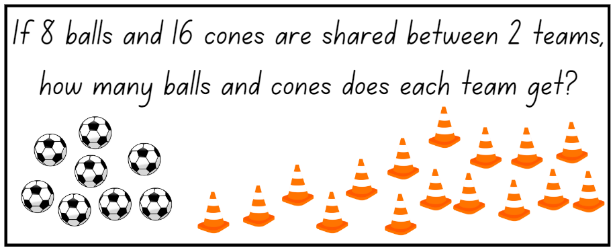 If 8 balls and 16 cones are shared between 2 teams,
how many balls and cones does each team get?